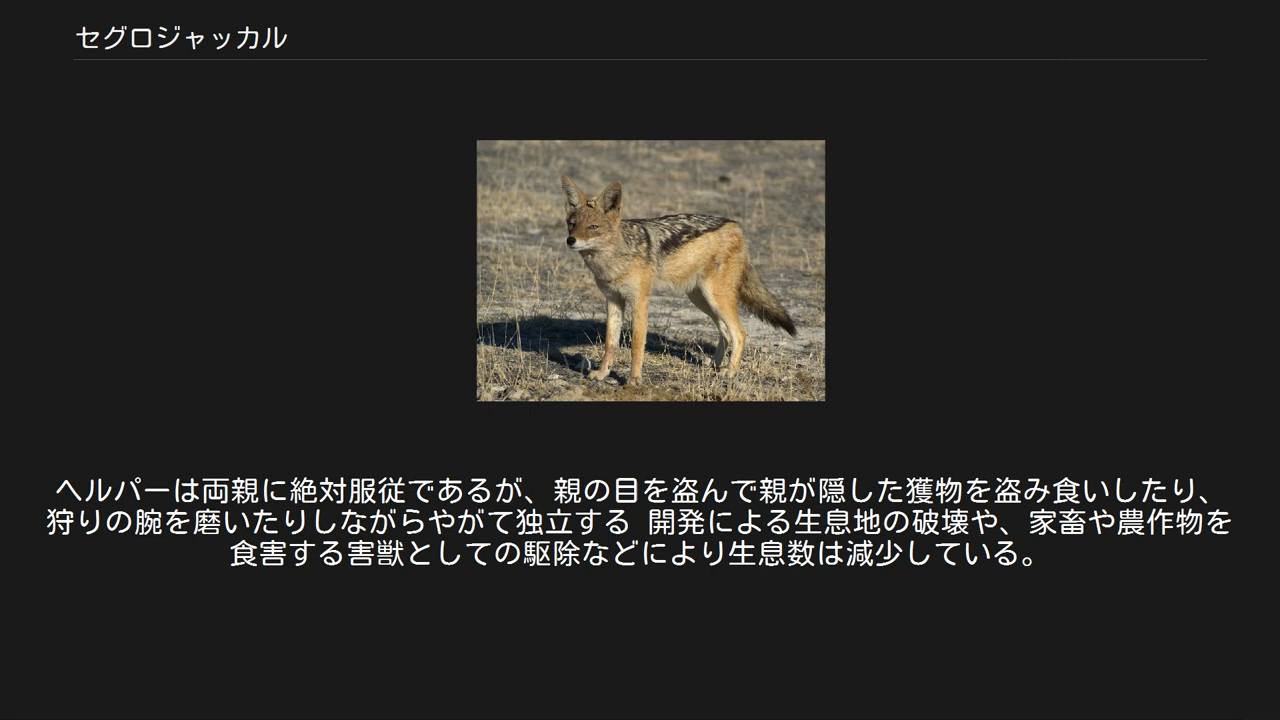 セグロジャッカル
ヘルパーは両親に絶対服従であるが、親の目を盗んで親が隠した獲物を盗み食いしたり、
狩りの腕を磨いたりしながらやがて独立する 開発による生息地の破壊や、家畜や農作物を
食害する害獣としての駆除などにより生息数は減少している。